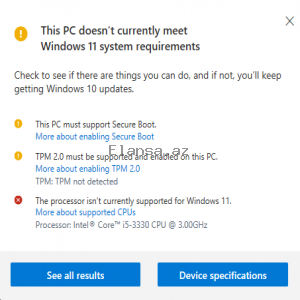 This PC doesn't currently meet
Windows 11 system requirements
Check to see if there are things you can do, and if not, you'll keep
getting Windows 10 updates.
This PC must support Secure Boot.
More about enabling Secure Boot
Elapsa.az
TPM 2.0 must be supported and enabled on this PC.
More about enabling TPM 2.0
TPM: TPM not detected
The processor isn't currently supported for Windows 11.
More about supported CPUs
Processor: Intel® Core™ i5-3330 CPU @ 3.00GHz
See all results
Device specifications